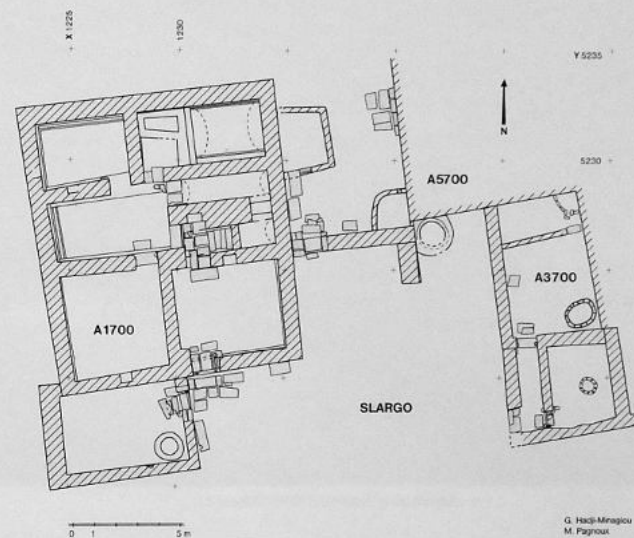 X 1225
1230
Y 5235
N
5230
A5700
A3700
A1700
SLARGO
0 1 5 m
G. Hadji-Minaglou
M. Pagnoux